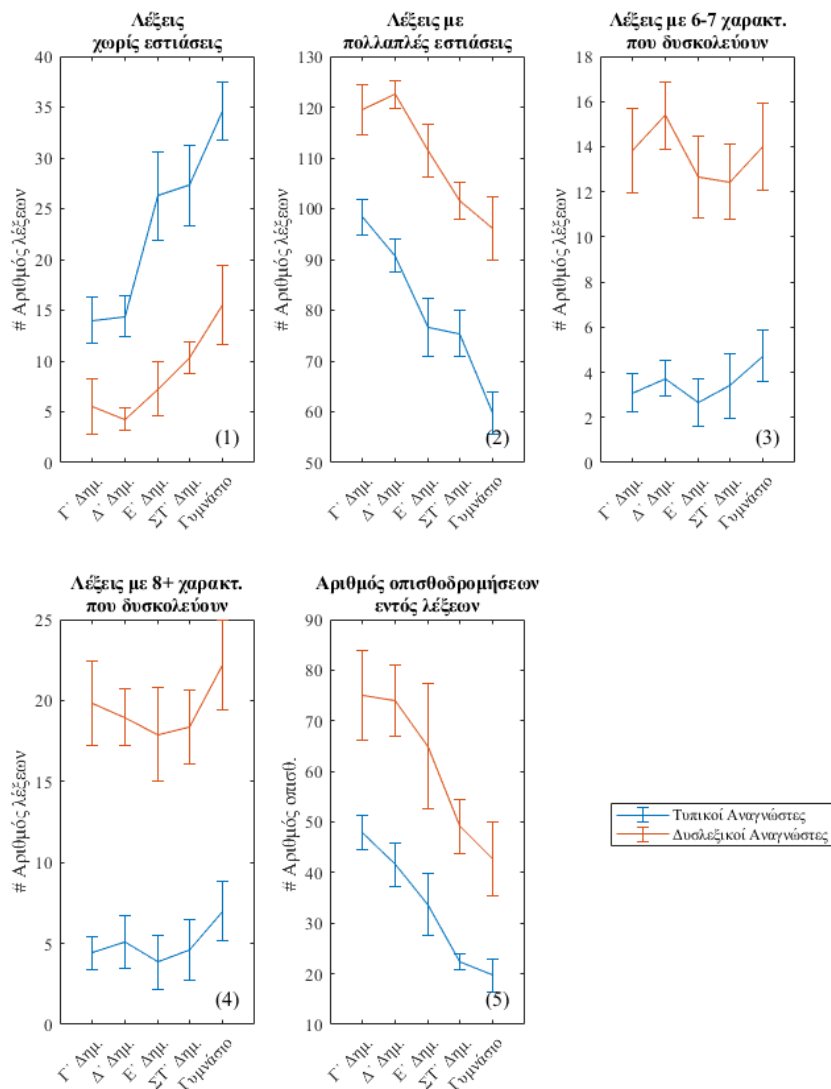 Λέξεις
χωρίς εστιάσεις
# Αριθμός λέξεων
40
35
30
25
20
15
10
5
0
(1)
Γ΄ Δημ.
Δ΄ Δημ.
Ε΄ Δημ.
ΣΤ΄ Δημ.
Γυμνάσιο
Λέξεις με
πολλαπλές εστιάσεις
# Αριθμός λέξεων
130
120
110
100
90
80
70
60
50
(2)
Γ΄ Δημ.
Δ΄ Δημ.
Ε΄ Δημ.
ΣΤ΄ Δημ.
Γυμνάσιο
Λέξεις με 6-7 χαρακτ.
που δυσκολεύουν
# Αριθμός λέξεων
18
16
14
12
10
8
6
4
2
0
(3)
Γ΄ Δημ.
Δ΄ Δημ.
Ε΄ Δημ.
ΣΤ΄ Δημ.
Γυμνάσιο
Λέξεις με 8+ χαρακτ.
που δυσκολεύουν
# Αριθμός λέξεων
25
20
15
10
5
0
(4)
Γ΄ Δημ.
Δ΄ Δημ.
Ε΄ Δημ.
ΣΤ΄ Δημ.
Γυμνάσιο
Αριθμός οπισθοδρομήσεων
εντός λέξεων
# Αριθμός οπισθ.
90
80
70
60
50
40
30
20
10
(5)
Γ΄ Δημ.
Δ΄ Δημ.
Ε΄ Δημ.
ΣΤ΄ Δημ.
Γυμνάσιο
Τυπικοί Αναγνώστες
Δυσλεξικοί Αναγνώστες